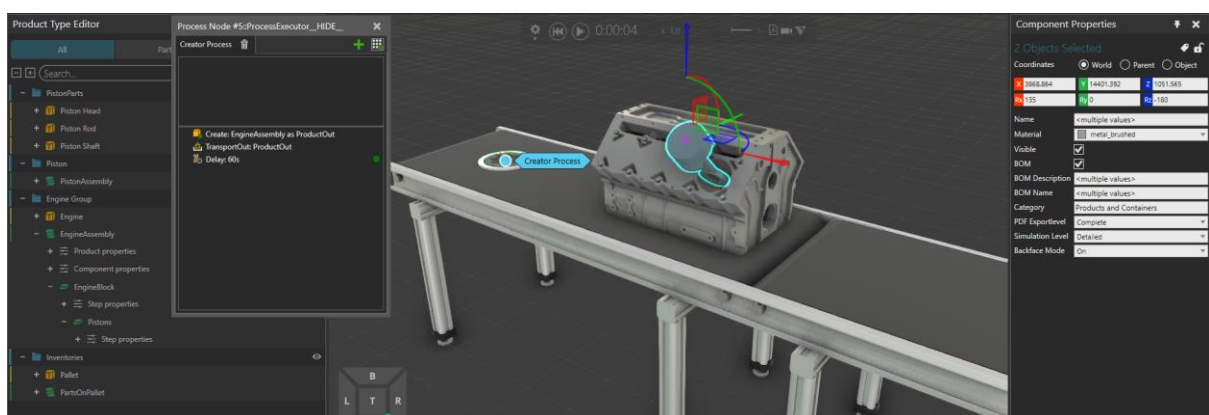 Product Type Editor
All
Part
Search...
PistonParts
Piston Head
Piston Rod
Piston Shaft
Piston
PistonAssembly
Engine Group
Engine
EngineAssembly
Product properties
Component properties
EngineBlock
Step properties
Pistons
Step properties
Inventories
Pallet
PartsOnPallet
Process Node #5::ProcessExecutor__HIDE__
Creator Process
Create: EngineAssembly as ProductOut
TransportOut: ProductOut
Delay: 60s
0:00:04
x 1.0
Creator Process
B
L T R
Component Properties
2 Objects Selected
Coordinates World Parent Object
X 3868.864 Y 14401.392 Z 1051.565
Rx 135 Ry 0 Rz -180
Name <multiple values>
Material metal_brushed
Visible
BOM
BOM Description <multiple values>
BOM Name <multiple values>
Category Products and Containers
PDF Exportlevel Complete
Simulation Level Detailed
Backface Mode On